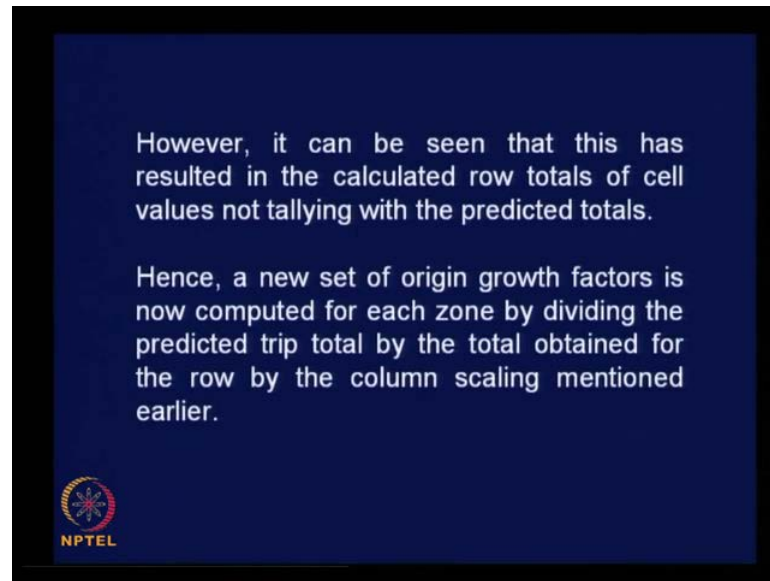 However, it can be seen that this has
resulted in the calculated row totals of cell
values not tallying with the predicted totals.
Hence, a new set of origin growth factors is
now computed for each zone by dividing the
predicted trip total by the total obtained for
the row by the column scaling mentioned
earlier.
NPTEL